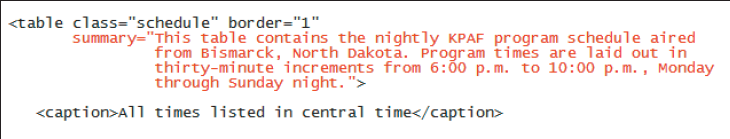 <table class="schedule" border="1"
summary="This table contains the nightly KPAF program schedule aired
from Bismarck, North Dakota. Program times are laid out in
thirty-minute increments from 6:00 p.m. to 10:00 p.m., Monday
through Sunday night.">
<caption>All times listed in central time</caption>